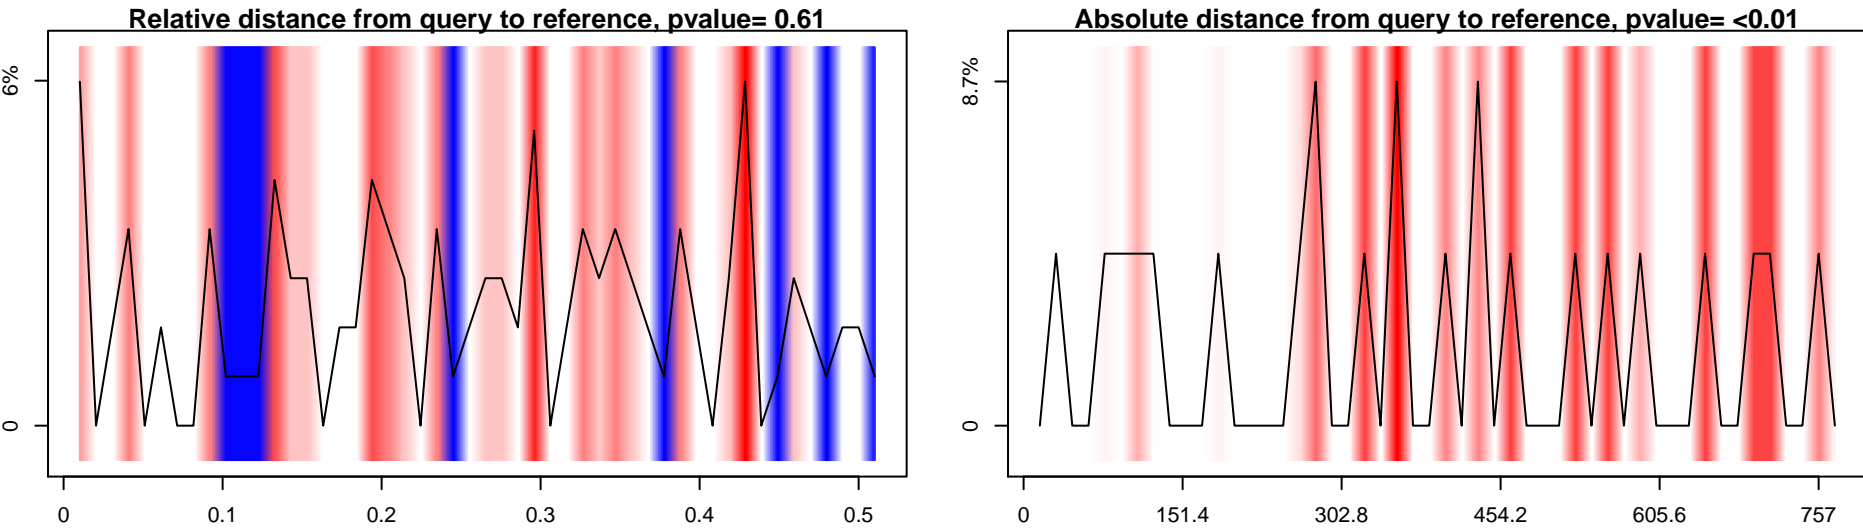 Relative distance from query to reference, pvalue= 0.61
6%
0
0 0.1 0.2 0.3 0.4 0.5
Absolute distance from query to reference, pvalue= <0.01
8.7%
0
0 151.4 302.8 454.2 605.6 757